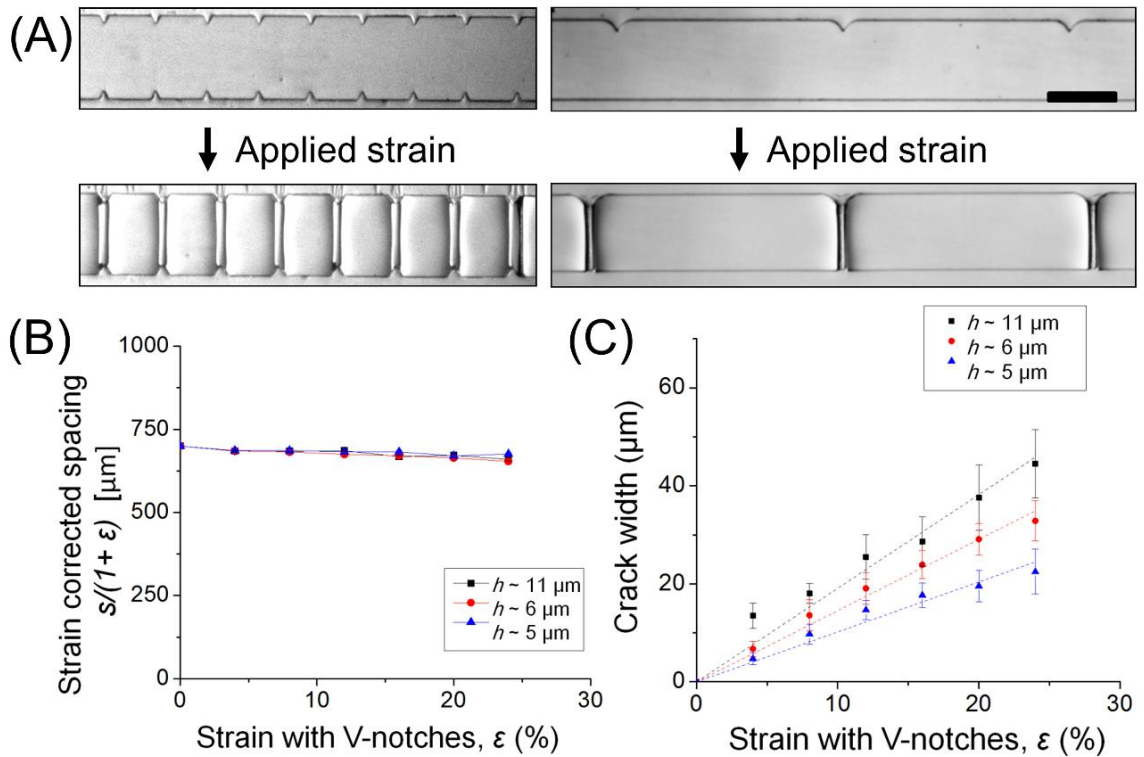 (A)
Applied strain
Applied strain
(B)
1000
750
500
250
0
0
10
20
30
Strain corrected spacing
s/(1+ ε) [µm]
h ~ 11 µm
h ~ 6 µm
h ~ 5 µm
Strain with V-notches, ε (%)
(C)
h ~ 11 µm
h ~ 6 µm
h ~ 5 µm
60
40
20
0
0
10
20
30
Crack width (µm)
Strain with V-notches, ε (%)